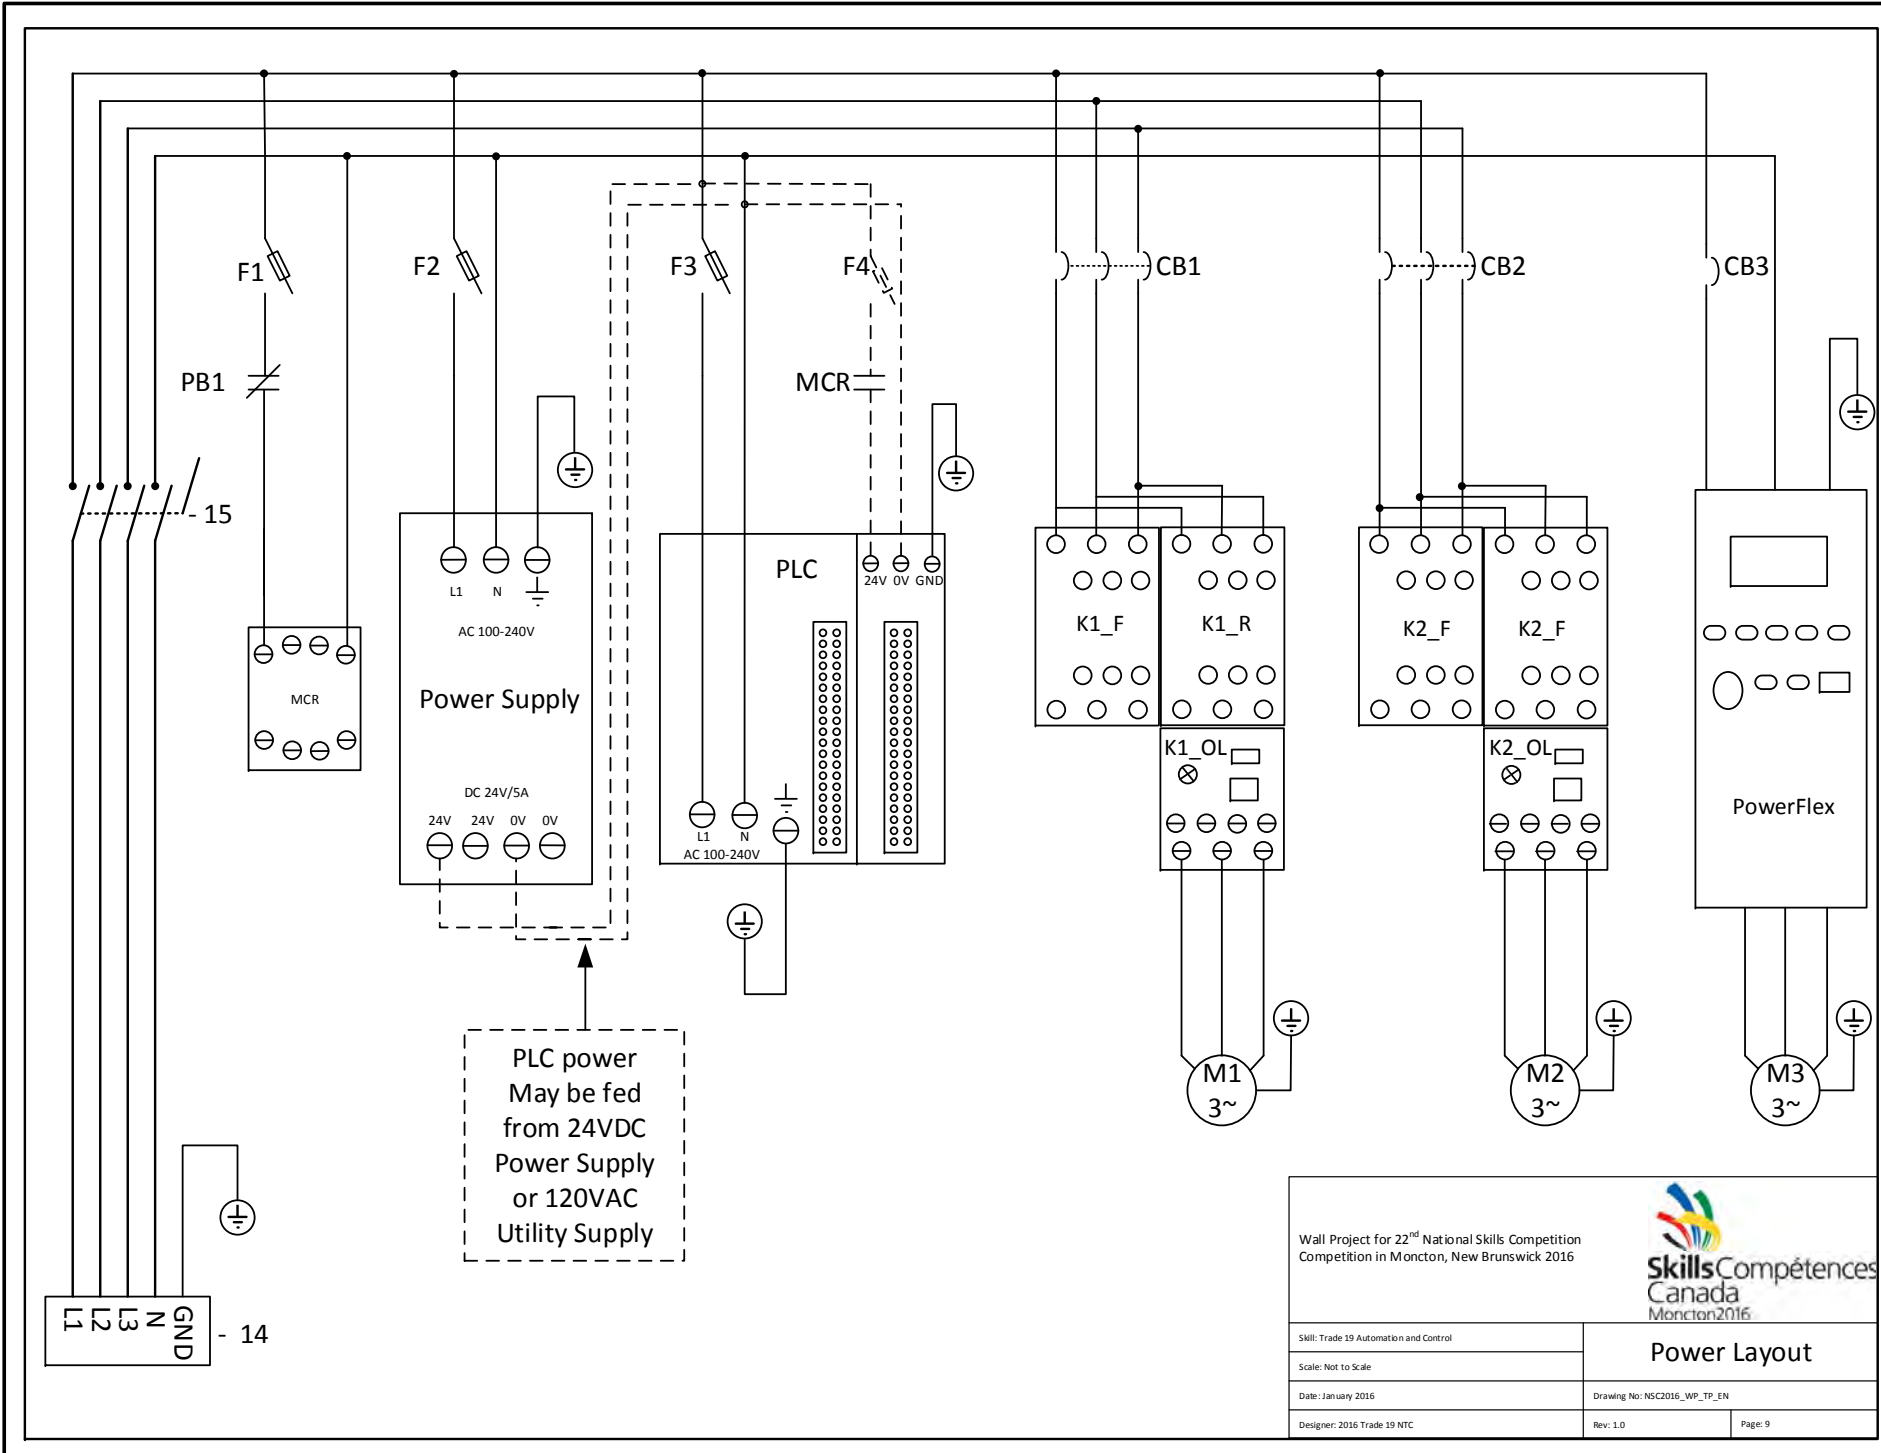 F1
F2
F3
F4
CB1
CB2
CB3
PB1
MCR
- 15
L1 N
AC 100-240V
Power Supply
DC 24V/5A
24V 24V 0V 0V
MCR
PLC
24V 0V GND
L1 N
AC 100-240V
K1_F
K1_R
K2_F
K2_F
K1_OL
K2_OL
PowerFlex
PLC power
May be fed
from 24VDC
Power Supply
or 120VAC
Utility Supply
M1
3~
M2
3~
M3
3~
L1
L2
L3
N
GND
- 14
Wall Project for 22nd National Skills Competition
Competition in Moncton, New Brunswick 2016
SkillsCompétences
Canada
Moncton2016
Skill: Trade 19 Automation and Control
Power Layout
Scale: Not to Scale
Date: January 2016
Drawing No: NSC2016_WP_TP_EN
Designer: 2016 Trade 19 NTC
Rev: 1.0
Page: 9